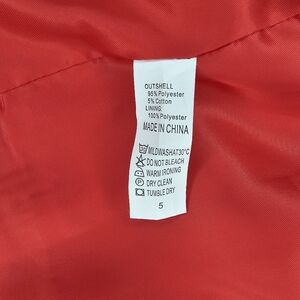 OUTSHELL
95% Polyester
5% Cotton
LINING
100% Polyester
MADE IN CHINA
MILDWASHAT30°C
DO NOT BLEACH
WARM IRONING
DRY CLEAN
TUMBLE DRY
5